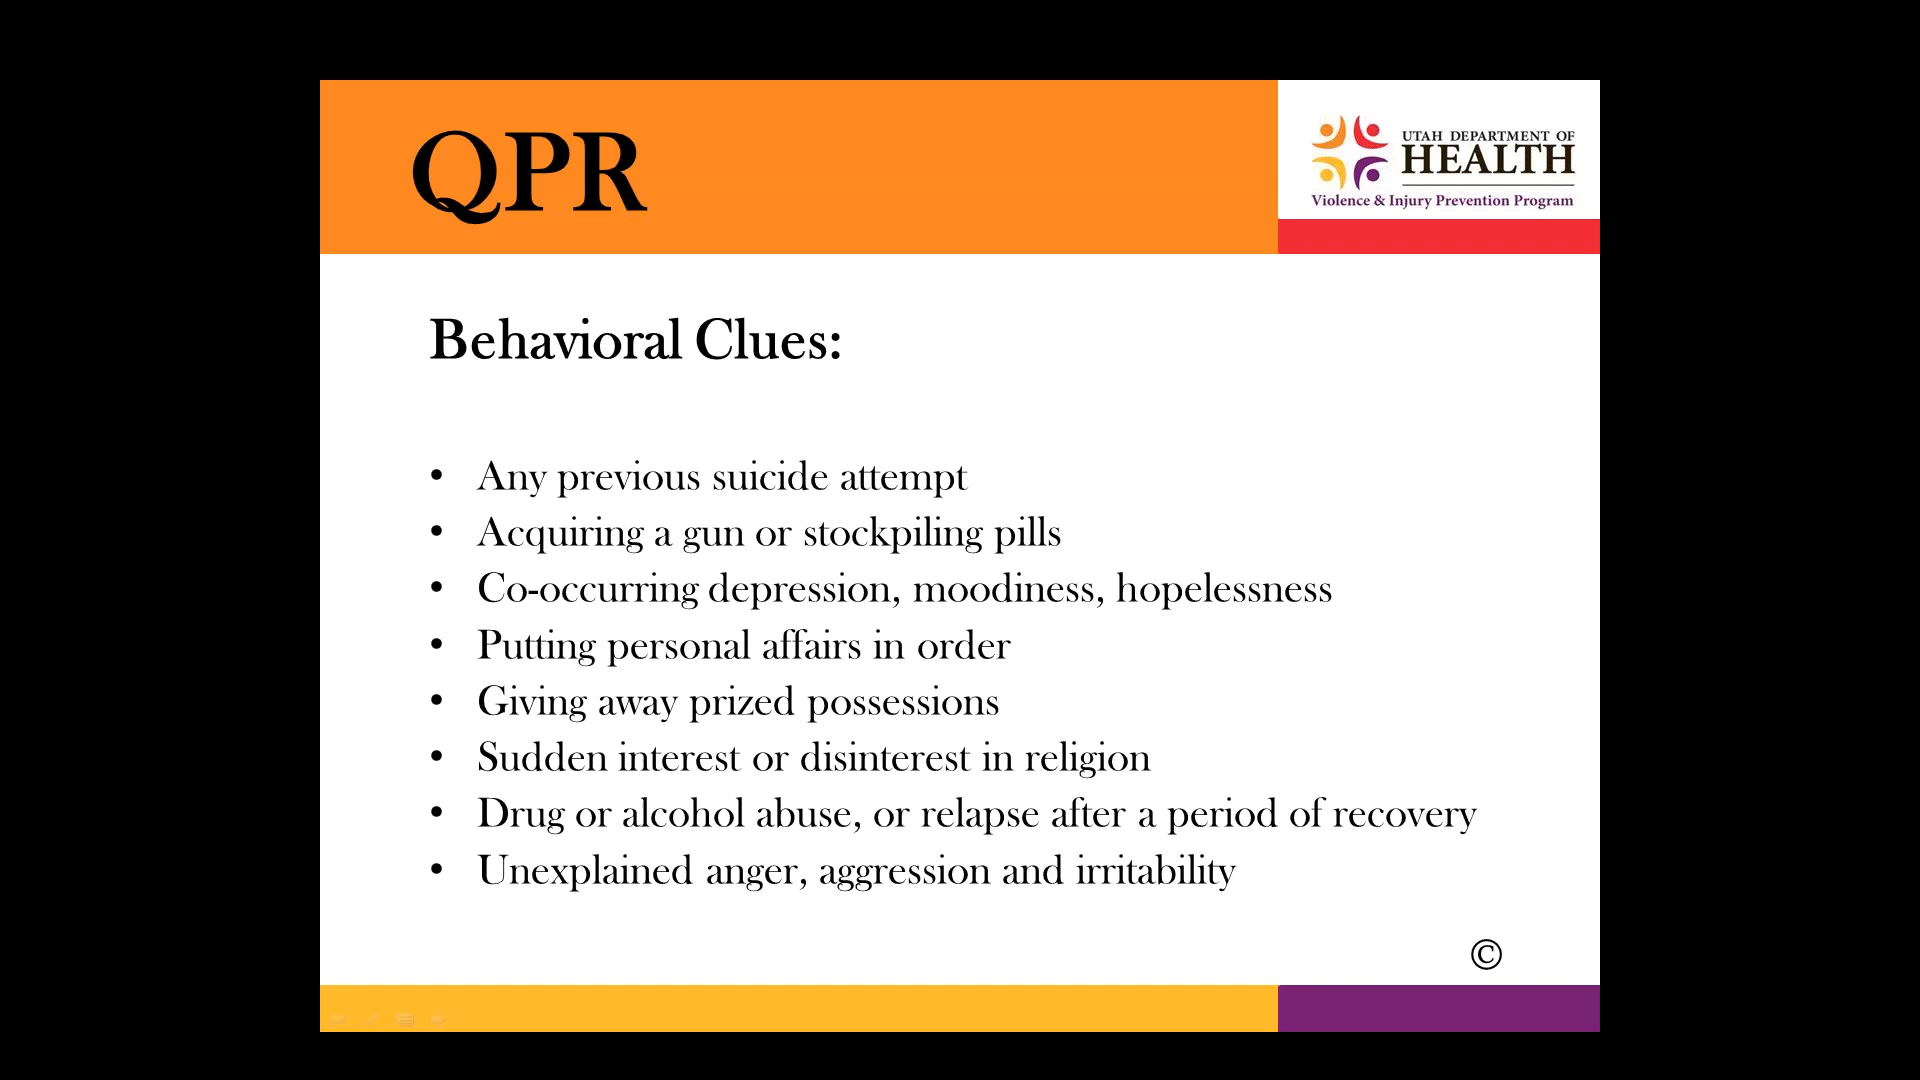 QPR
UTAH DEPARTMENT OF
HEALTH
Violence & Injury Prevention Program
Behavioral Clues:
• Any previous suicide attempt
• Acquiring a gun or stockpiling pills
• Co-occurring depression, moodiness, hopelessness
• Putting personal affairs in order
• Giving away prized possessions
• Sudden interest or disinterest in religion
• Drug or alcohol abuse, or relapse after a period of recovery
• Unexplained anger, aggression and irritability
©